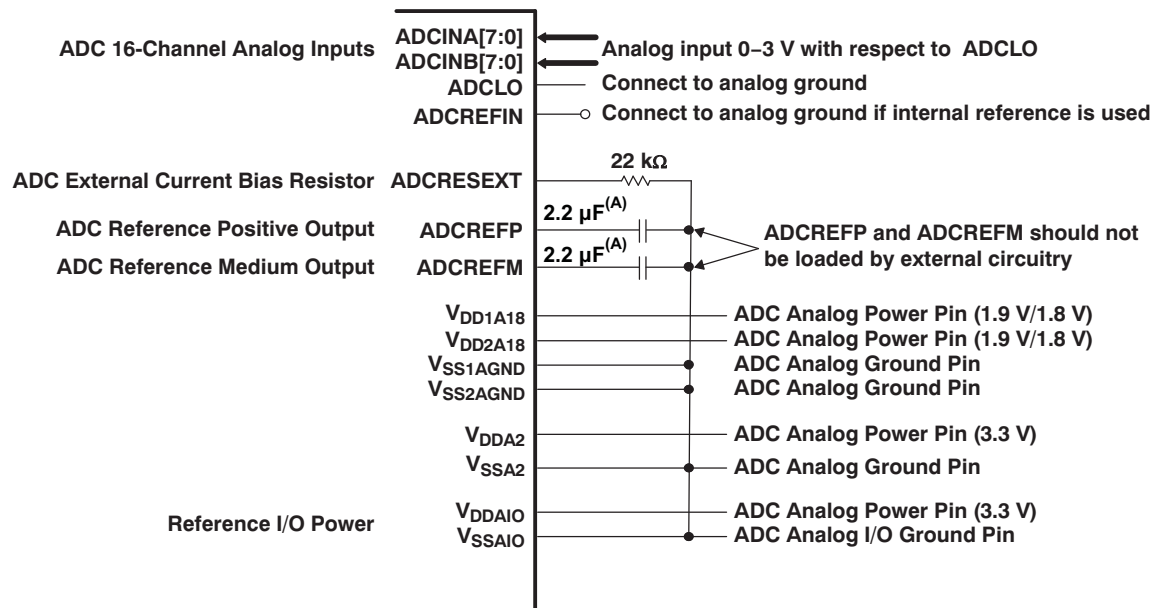 ADC 16-Channel Analog Inputs
ADCINA[7:0]
ADCINB[7:0]
Analog input 0–3 V with respect to ADCLO
ADCLO
Connect to analog ground
ADCREFIN
Connect to analog ground if internal reference is used
22 kΩ
ADC External Current Bias Resistor ADCRESEXT
2.2 μF(A)
ADC Reference Positive Output ADCREFP
2.2 μF(A)
ADC Reference Medium Output ADCREFM
ADCREFP and ADCREFM should not
be loaded by external circuitry
VDD1A18 ADC Analog Power Pin (1.9 V/1.8 V)
VDD2A18 ADC Analog Power Pin (1.9 V/1.8 V)
VSS1AGND ADC Analog Ground Pin
VSS2AGND ADC Analog Ground Pin
VDDA2 ADC Analog Power Pin (3.3 V)
VSSA2 ADC Analog Ground Pin
Reference I/O Power
VDDAIO ADC Analog Power Pin (3.3 V)
VSSAIO ADC Analog I/O Ground Pin